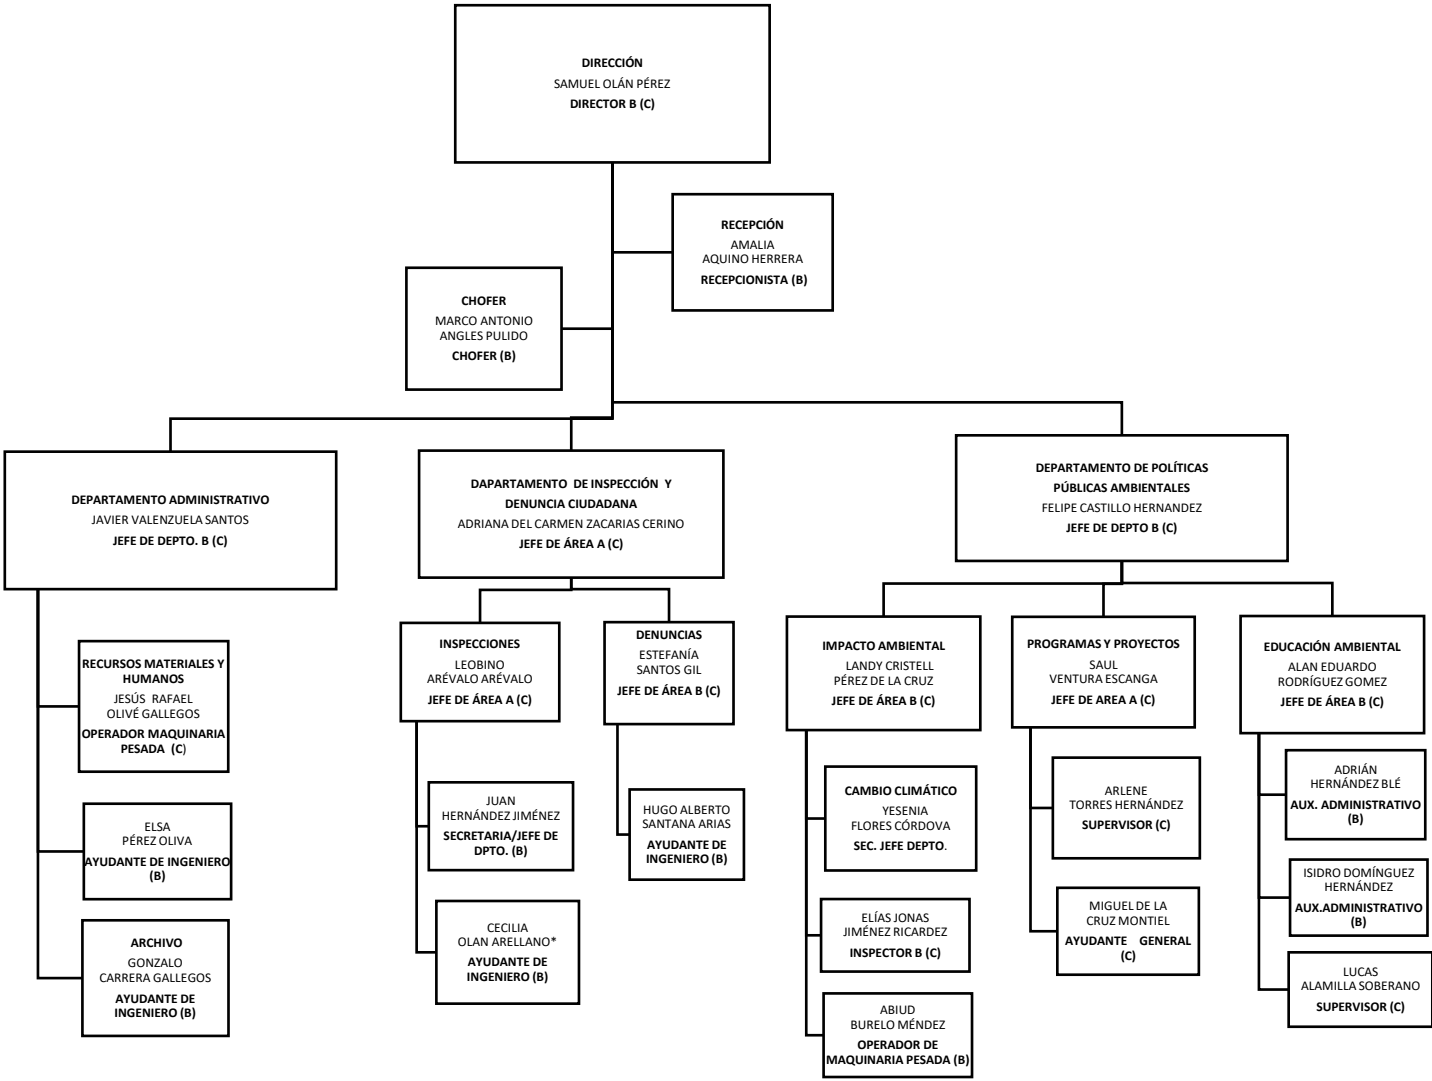 DIRECCIÓN
SAMUEL OLÁN PÉREZ
DIRECTOR B (C)
RECEPCIÓN
AMALIA
AQUINO HERRERA
RECEPCIONISTA (B)
CHOFER
MARCO ANTONIO
ANGLES PULIDO
CHOFER (B)
DEPARTAMENTO ADMINISTRATIVO
JAVIER VALENZUELA SANTOS
JEFE DE DEPTO. B (C)
DAPARTAMENTO DE INSPECCIÓN Y
DENUNCIA CIUDADANA
ADRIANA DEL CARMEN ZACARIAS CERINO
JEFE DE ÁREA A (C)
DEPARTAMENTO DE POLÍTICAS
PÚBLICAS AMBIENTALES
FELIPE CASTILLO HERNANDEZ
JEFE DE DEPTO B (C)
RECURSOS MATERIALES Y
HUMANOS
JESÚS RAFAEL
OLIVÉ GALLEGOS
OPERADOR MAQUINARIA
PESADA (C)
ELSA
PÉREZ OLIVA
AYUDANTE DE INGENIERO
(B)
ARCHIVO
GONZALO
CARRERA GALLEGOS
AYUDANTE DE
INGENIERO (B)
INSPECCIONES
LEOBINO
ARÉVALO ARÉVALO
JEFE DE ÁREA A (C)
JUAN
HERNÁNDEZ JIMÉNEZ
SECRETARIA/JEFE DE
DPTO. (B)
CECILIA
OLAN ARELLANO*
AYUDANTE DE
INGENIERO (B)
DENUNCIAS
ESTEFANÍA
SANTOS GIL
JEFE DE ÁREA B (C)
HUGO ALBERTO
SANTANA ARIAS
AYUDANTE DE
INGENIERO (B)
IMPACTO AMBIENTAL
LANDY CRISTELL
PÉREZ DE LA CRUZ
JEFE DE ÁREA B (C)
CAMBIO CLIMÁTICO
YESENIA
FLORES CÓRDOVA
SEC. JEFE DEPTO.
ELÍAS JONAS
JIMÉNEZ RICARDEZ
INSPECTOR B (C)
ABIUD
BURELO MÉNDEZ
OPERADOR DE
MAQUINARIA PESADA (B)
PROGRAMAS Y PROYECTOS
SAUL
VENTURA ESCANGA
JEFE DE AREA A (C)
ARLENE
TORRES HERNÁNDEZ
SUPERVISOR (C)
MIGUEL DE LA
CRUZ MONTIEL
AYUDANTE GENERAL
(C)
EDUCACIÓN AMBIENTAL
ALAN EDUARDO
RODRÍGUEZ GOMEZ
JEFE DE ÁREA B (C)
ADRIÁN
HERNÁNDEZ BLÉ
AUX. ADMINISTRATIVO
(B)
ISIDRO DOMÍNGUEZ
HERNÁNDEZ
AUX.ADMINISTRATIVO
(B)
LUCAS
ALAMILLA SOBERANO
SUPERVISOR (C)